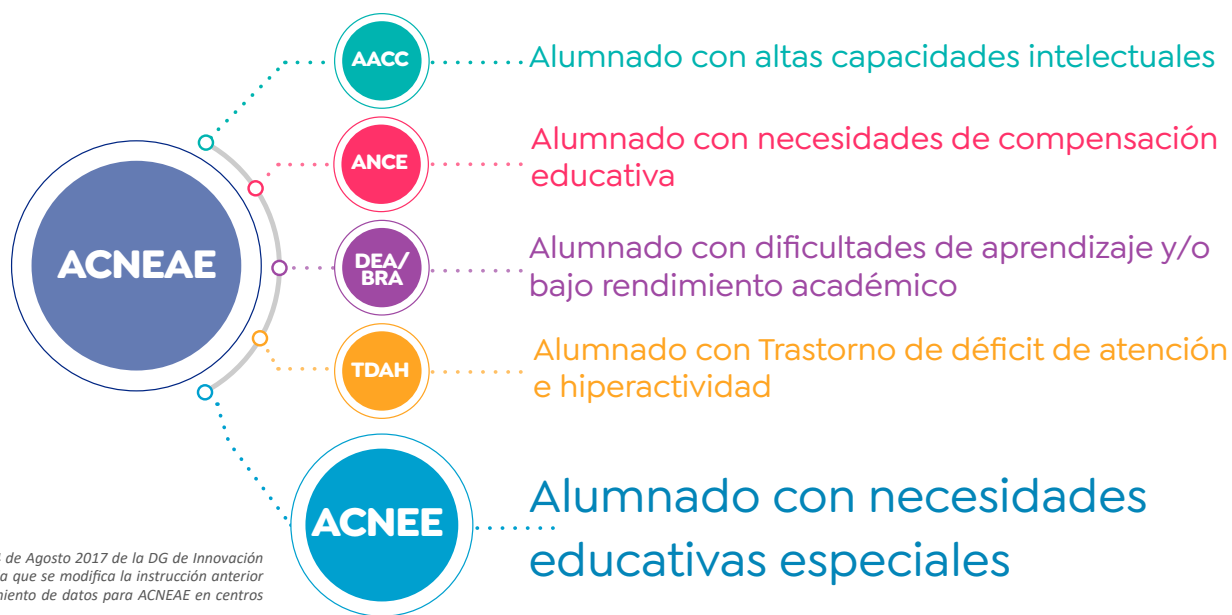 AACC
Alumnado con altas capacidades intelectuales
ANCE
Alumnado con necesidades de compensación
educativa
ACNEAE
DEA/
BRA
Alumnado con dificultades de aprendizaje y/o
bajo rendimiento académico
TDAH
Alumnado con Trastorno de déficit de atención
e hiperactividad
ACNEE
Alumnado con necesidades
educativas especiales
de Agosto 2017 de la DG de Innovación
que se modifica la instrucción anterior
miento de datos para ACNEAE en centros